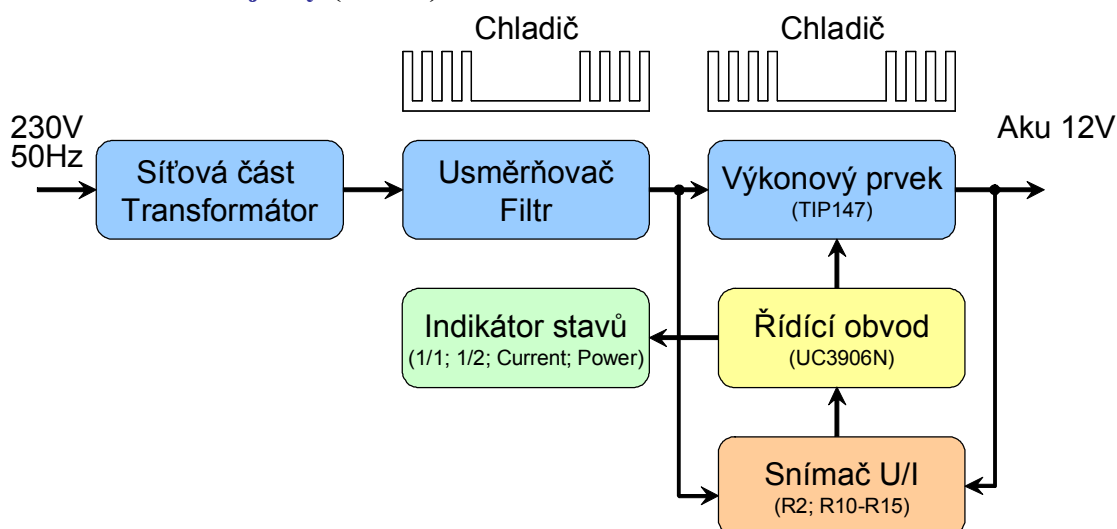 Chladič
Chladič
230V
50Hz
Aku 12V
Síťová část
Transformátor
Usměrňovač
Filtr
Výkonový prvek
(TIP147)
Indikátor stavů
(1/1; 1/2; Current; Power)
Řídící obvod
(UC3906N)
Snímač U/I
(R2; R10-R15)